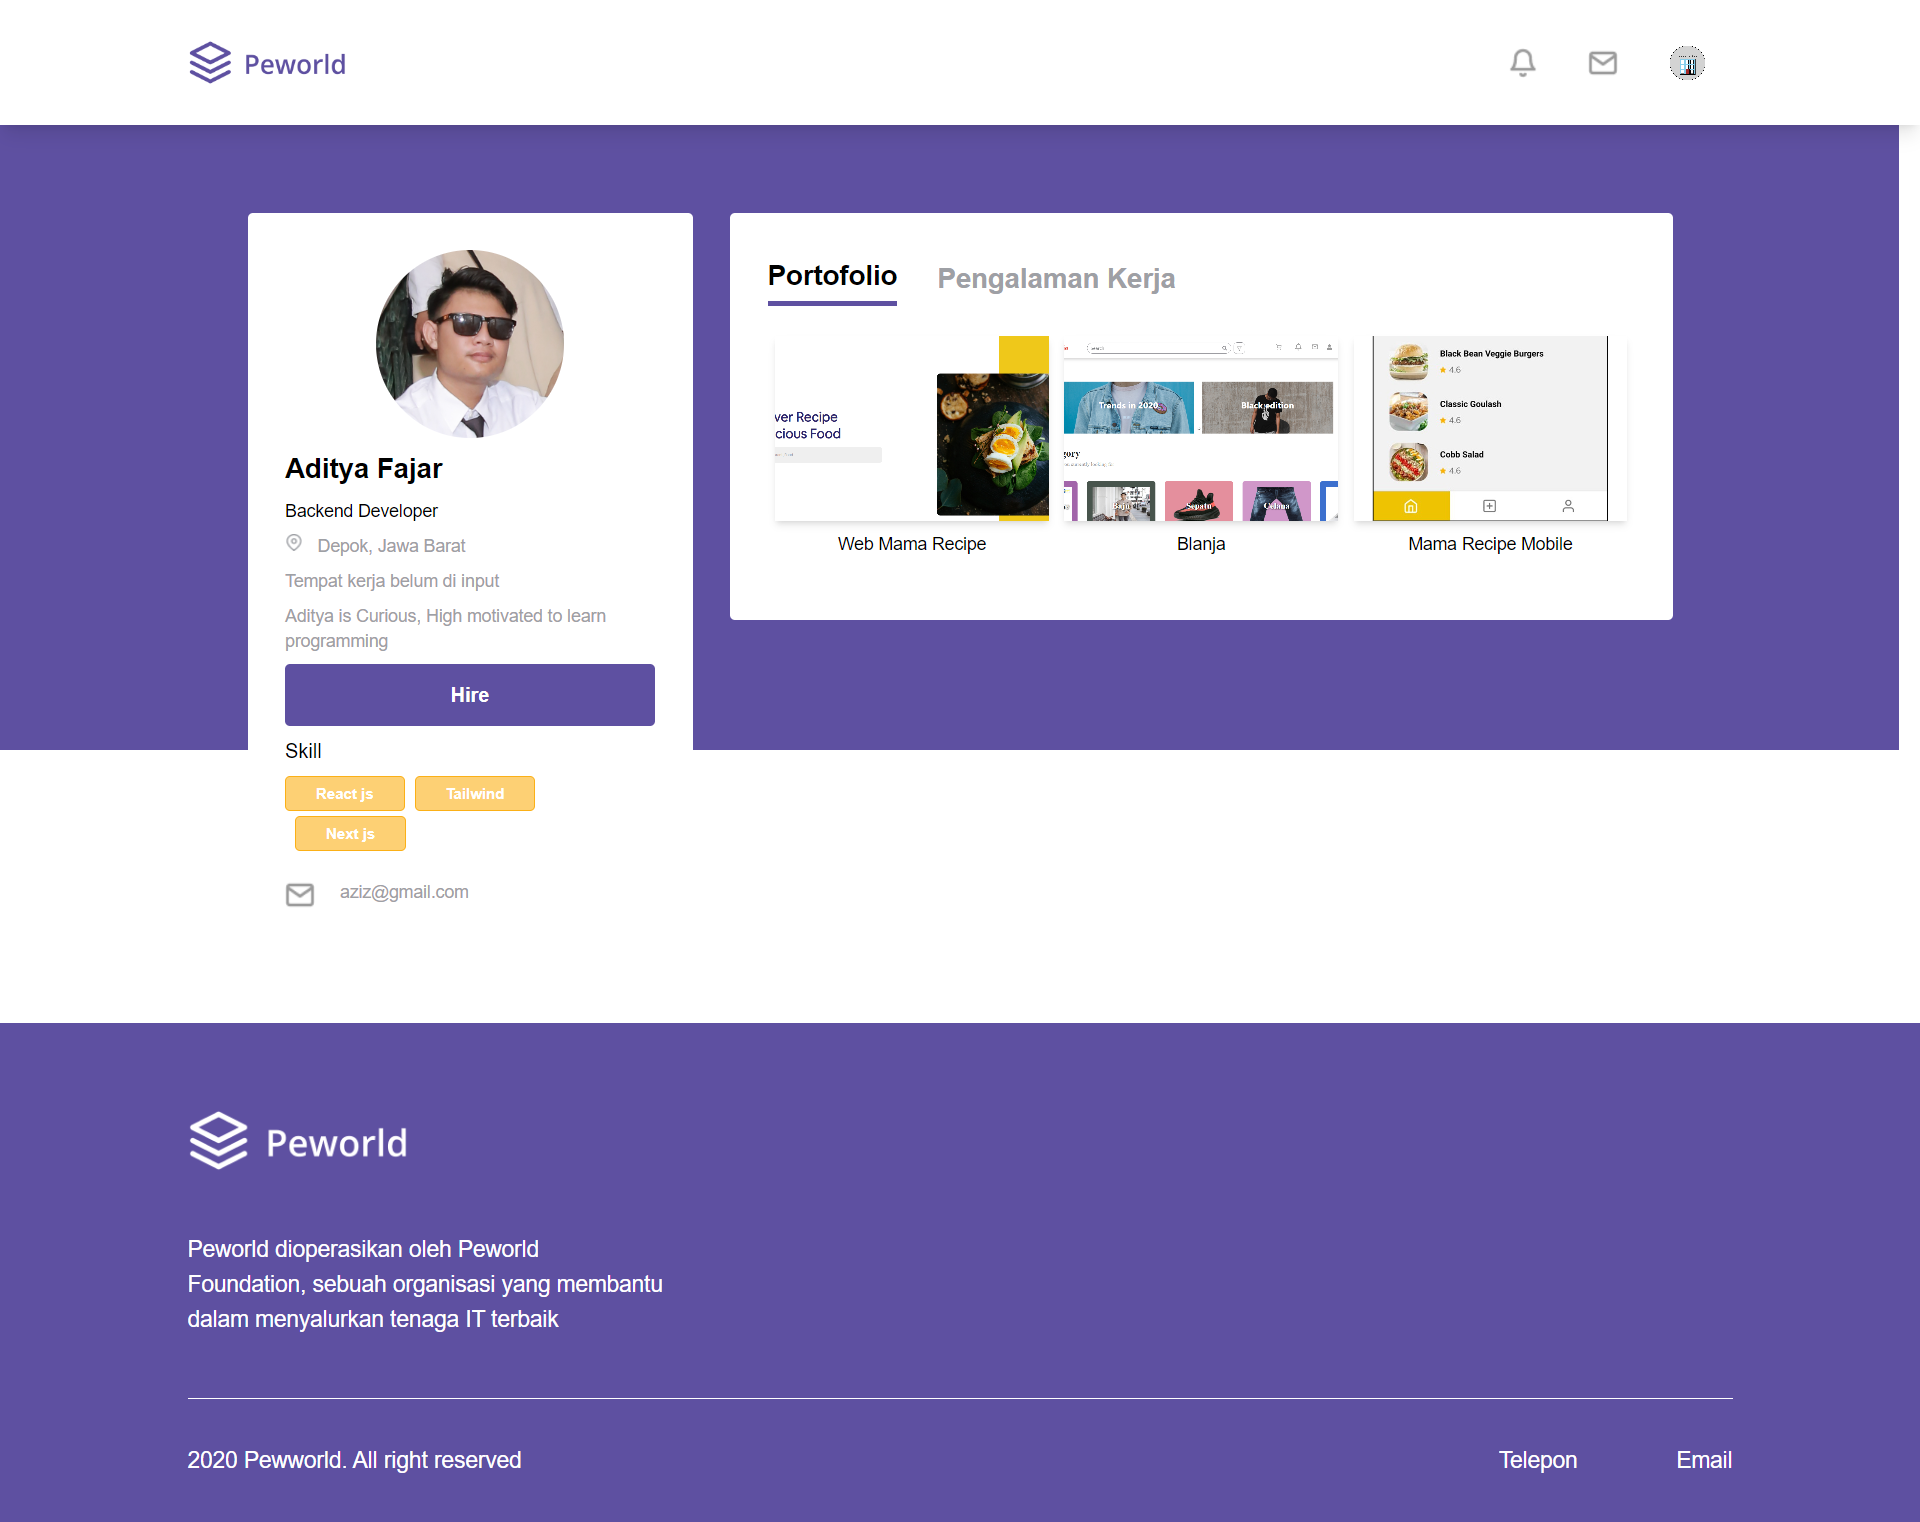 Peworld
Aditya Fajar
Backend Developer
Depok, Jawa Barat
Tempat kerja belum di input
Aditya is Curious, High motivated to learn
programming
Hire
Skill
React js
Tailwind
Next js
aziz@gmail.com
Portofolio
Pengalaman Kerja
ver Recipe
cious Food
Web Mama Recipe
Search
Trends in 2020
Black edition
gory
Baju
Sepatu
Celana
Blanja
Black Bean Veggie Burgers
4.6
Classic Goulash
4.6
Cobb Salad
4.6
Mama Recipe Mobile
Peworld
Peworld dioperasikan oleh Peworld
Foundation, sebuah organisasi yang membantu
dalam menyalurkan tenaga IT terbaik
2020 Pewworld. All right reserved
Telepon
Email